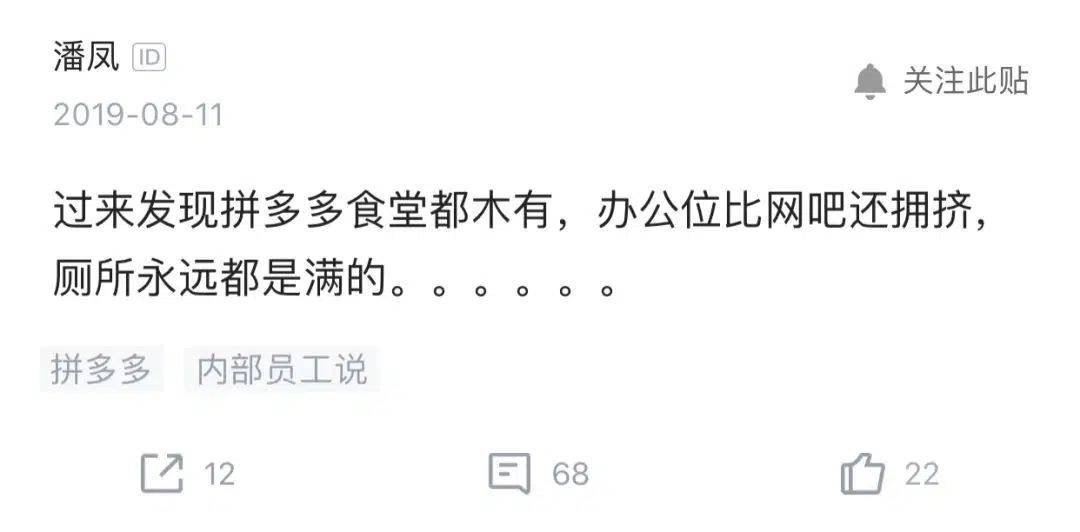 潘凤 ID
关注此贴
2019-08-11
过来发现拼多多食堂都木有，办公位比网吧还拥挤，
厕所永远都是满的。。。。。。
拼多多 内部员工说
12 68 22